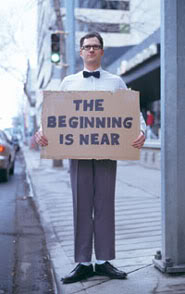 THE
BEGINNING
IS NEAR